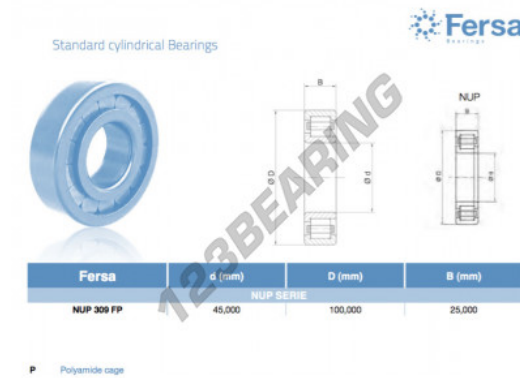 Fersa
Bearings
Standard cylindrical Bearings
B
Ø D
Ø d
NUP
B
Ø D
Ø d
123BEARING
Fersa d (mm) D (mm) B (mm)
NUP SERIE
NUP 309 FP 45,000 100,000 25,000
P Polyamide cage